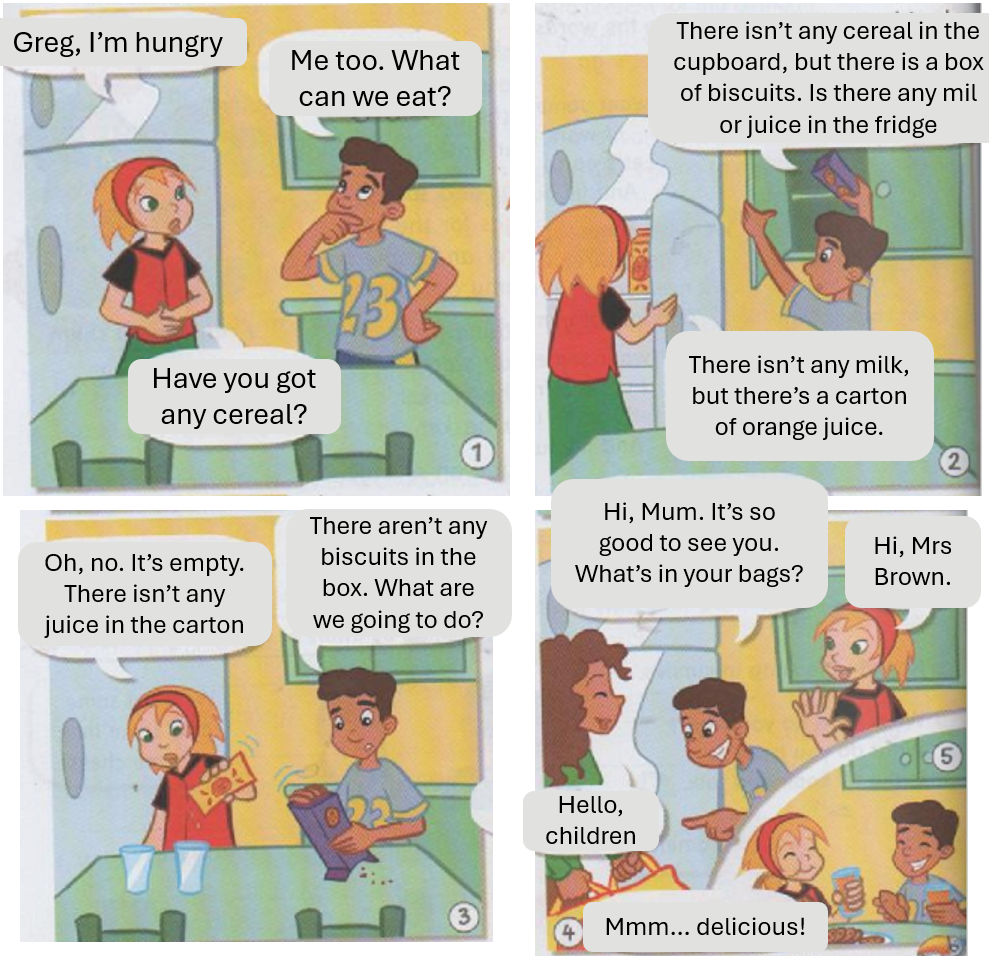 Greg, I'm hungry
Me too. What
can we eat?
Have you got
any cereal?
1
There isn't any cereal in the
cupboard, but there is a box
of biscuits. Is there any mil
or juice in the fridge
There isn't any milk,
but there's a carton
of orange juice.
2
Oh, no. It's empty.
There isn't any
juice in the carton
There aren't any
biscuits in the
box. What are
we going to do?
3
Hi, Mum. It's so
good to see you.
What's in your bags?
Hi, Mrs
Brown.
Hello,
children
4
5
Mmm... delicious!